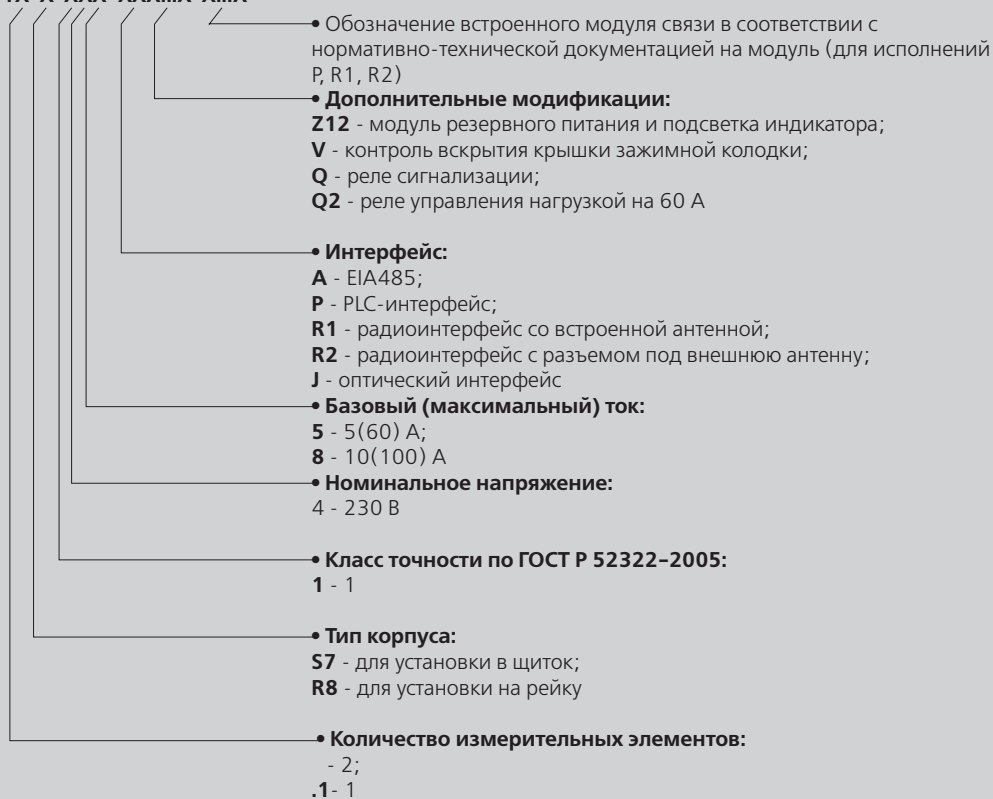 • Обозначение встроенного модуля связи в соответствии с
нормативно-технической документацией на модуль (для исполнений
P, R1, R2)
• Дополнительные модификации:
Z12 - модуль резервного питания и подсветка индикатора;
V - контроль вскрытия крышки зажимной колодки;
Q - реле сигнализации;
Q2 - реле управления нагрузкой на 60 А
• Интерфейс:
A - EIA485;
P - PLC-интерфейс;
R1 - радиоинтерфейс со встроенной антенной;
R2 - радиоинтерфейс с разъемом под внешнюю антенну;
J - оптический интерфейс
• Базовый (максимальный) ток:
5 - 5(60) А;
8 - 10(100) А
• Номинальное напряжение:
4 - 230 В
• Класс точности по ГОСТ Р 52322–2005:
1 - 1
• Тип корпуса:
S7 - для установки в щиток;
R8 - для установки на рейку
• Количество измерительных элементов:
- 2;
.1- 1